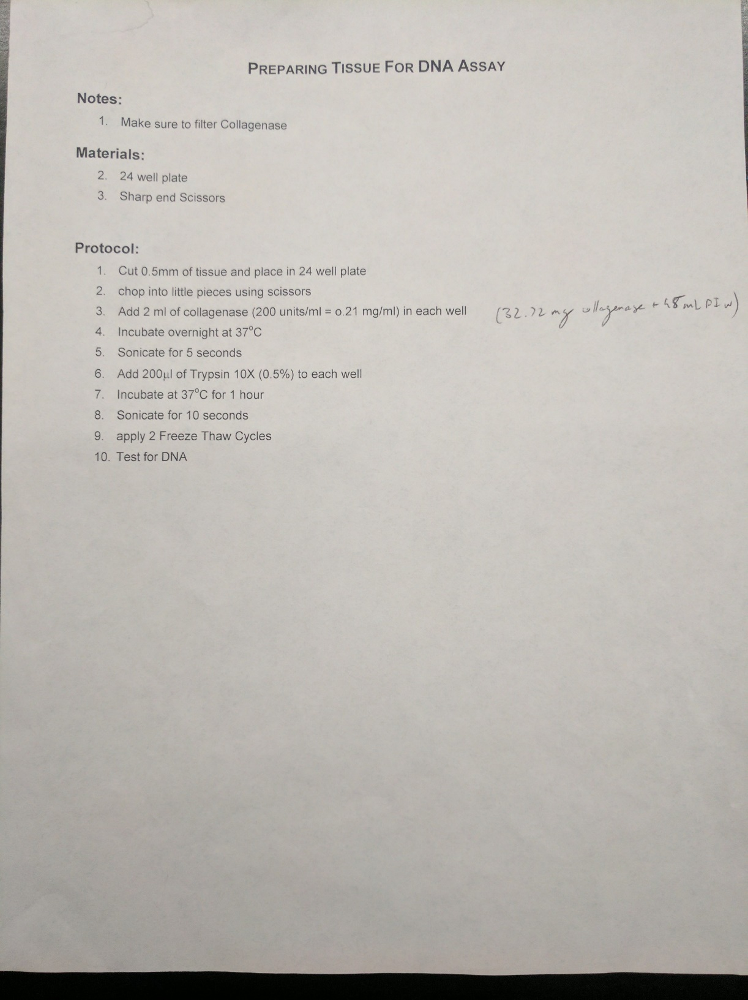 PREPARING TISSUE FOR DNA ASSAY
Notes:
1. Make sure to filter Collagenase
Materials:
2. 24 well plate
3. Sharp end Scissors
Protocol:
1. Cut 0.5mm of tissue and place in 24 well plate
2. chop into little pieces using scissors
3. Add 2 ml of collagenase (200 units/ml = o.21 mg/ml) in each well (32.72 mg collagenase + 48 mL DI w)
4. Incubate overnight at 37°C
5. Sonicate for 5 seconds
6. Add 200µl of Trypsin 10X (0.5%) to each well
7. Incubate at 37°C for 1 hour
8. Sonicate for 10 seconds
9. apply 2 Freeze Thaw Cycles
10. Test for DNA